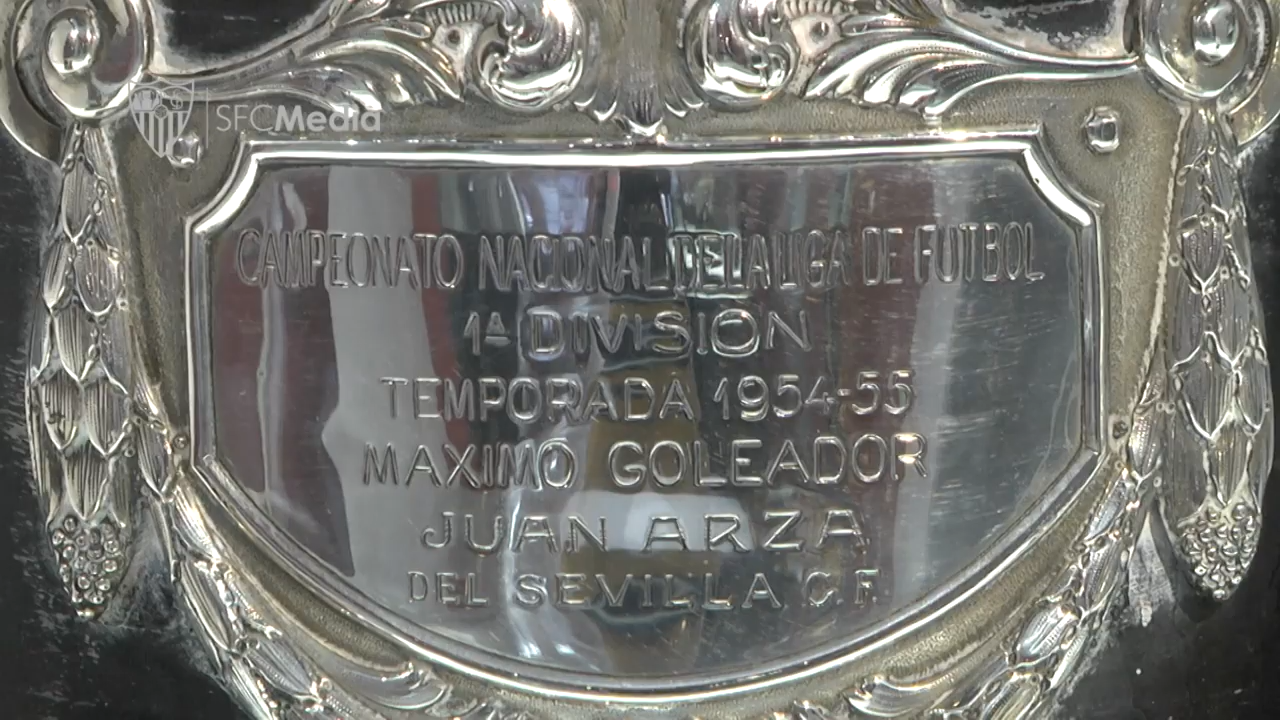 SFCMedia
CAMPEONATO NACIONAL DE LA LIGA DE FUTBOL
1ª DIVISION
TEMPORADA 1954-55
MAXIMO GOLEADOR
JUAN ARZA
DEL SEVILLA C.F.